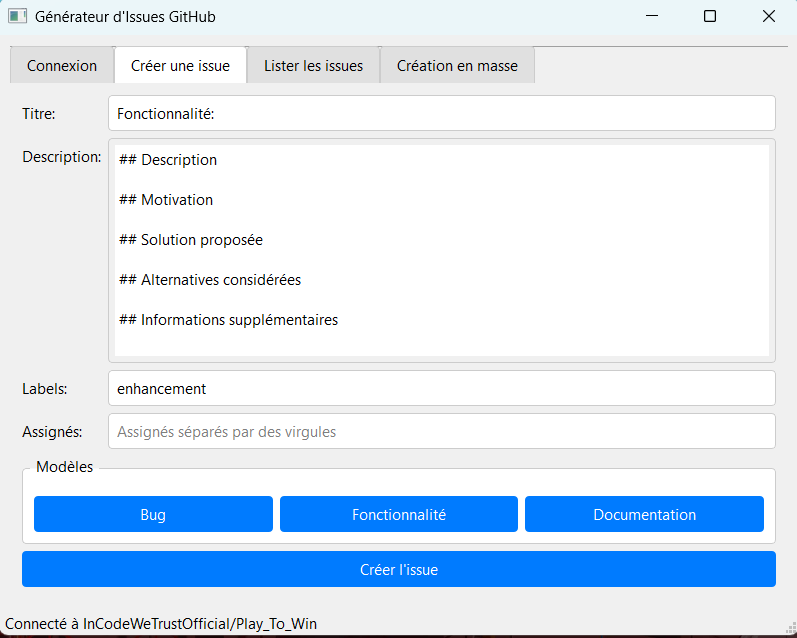 Générateur d'Issues GitHub
Connexion
Créer une issue
Lister les issues
Création en masse
Titre:
Fonctionnalité:
Description:
## Description
## Motivation
## Solution proposée
## Alternatives considérées
## Informations supplémentaires
Labels:
enhancement
Assignés:
Assignés séparés par des virgules
Modèles
Bug
Fonctionnalité
Documentation
Créer l'issue
Connecté à InCodeWeTrustOfficial/Play_To_Win